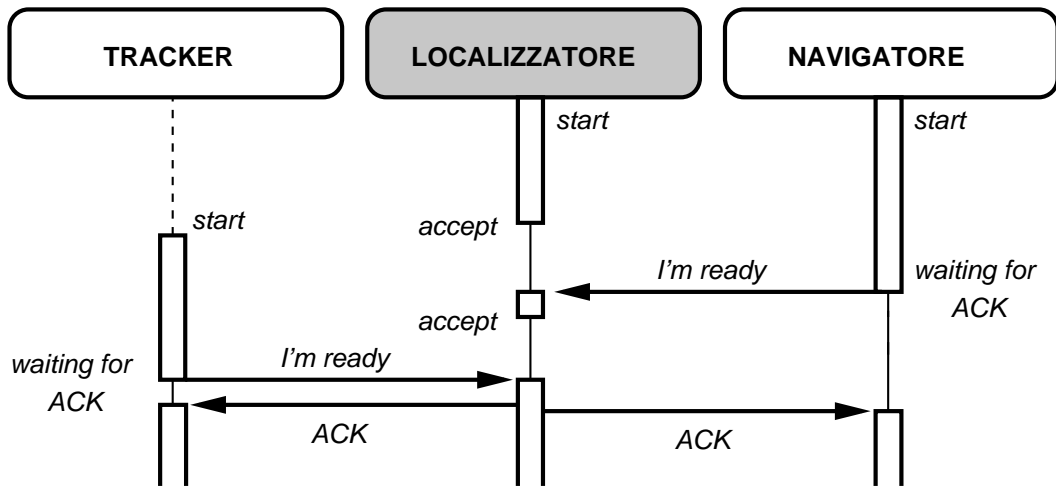 TRACKER
LOCALIZZATORE
NAVIGATORE
start
start
start
accept
I'm ready
waiting for
ACK
accept
waiting for
ACK
I'm ready
ACK
ACK